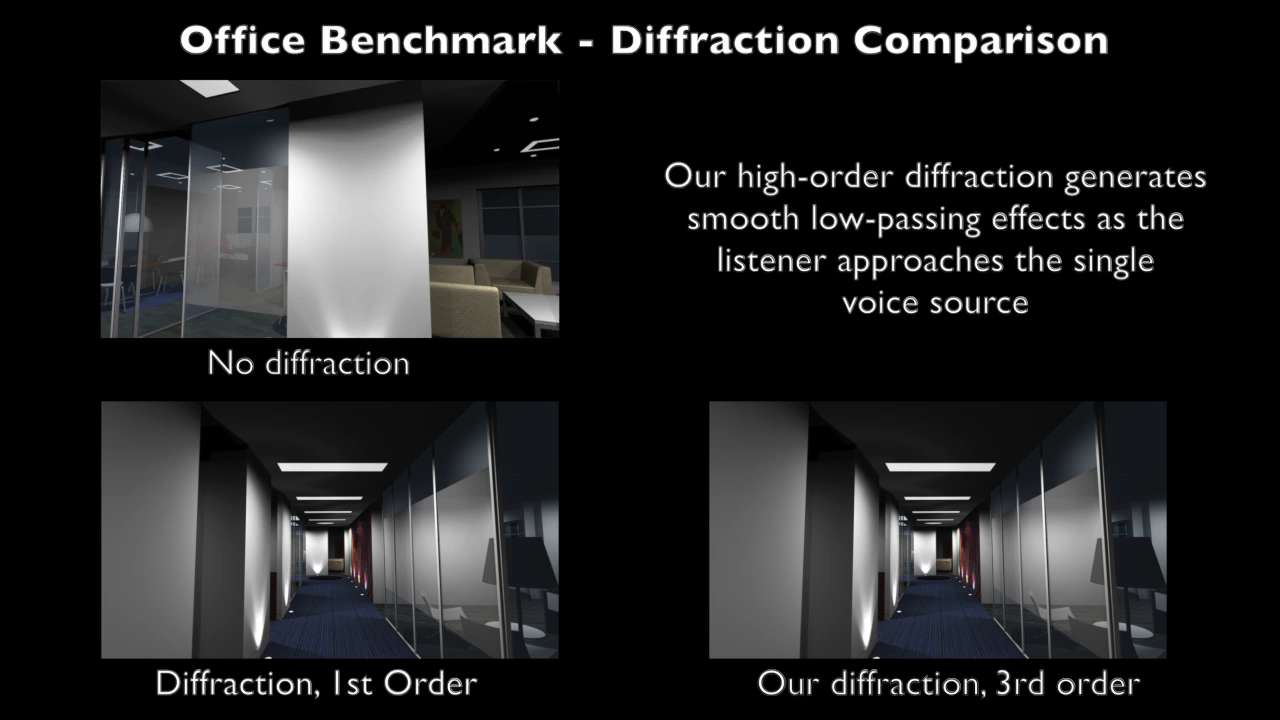 Office Benchmark - Diffraction Comparison
Our high-order diffraction generates
smooth low-passing effects as the
listener approaches the single
voice source
No diffraction
Diffraction, 1st Order
Our diffraction, 3rd order